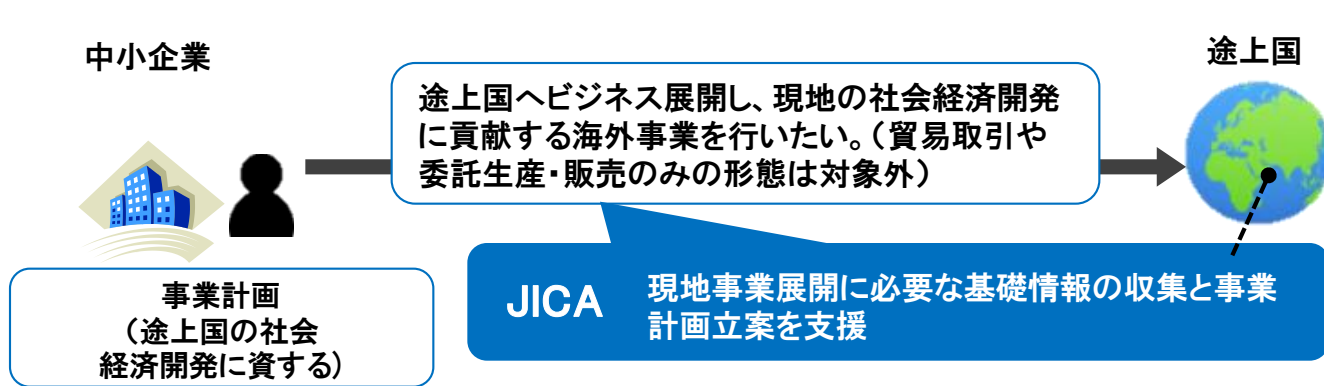 中小企業
途上国
途上国へビジネス展開し、現地の社会経済開発
に貢献する海外事業を行いたい。（貿易取引や
委託生産・販売のみの形態は対象外）
事業計画
（途上国の社会
経済開発に資する）
JICA
現地事業展開に必要な基礎情報の収集と事業
計画立案を支援